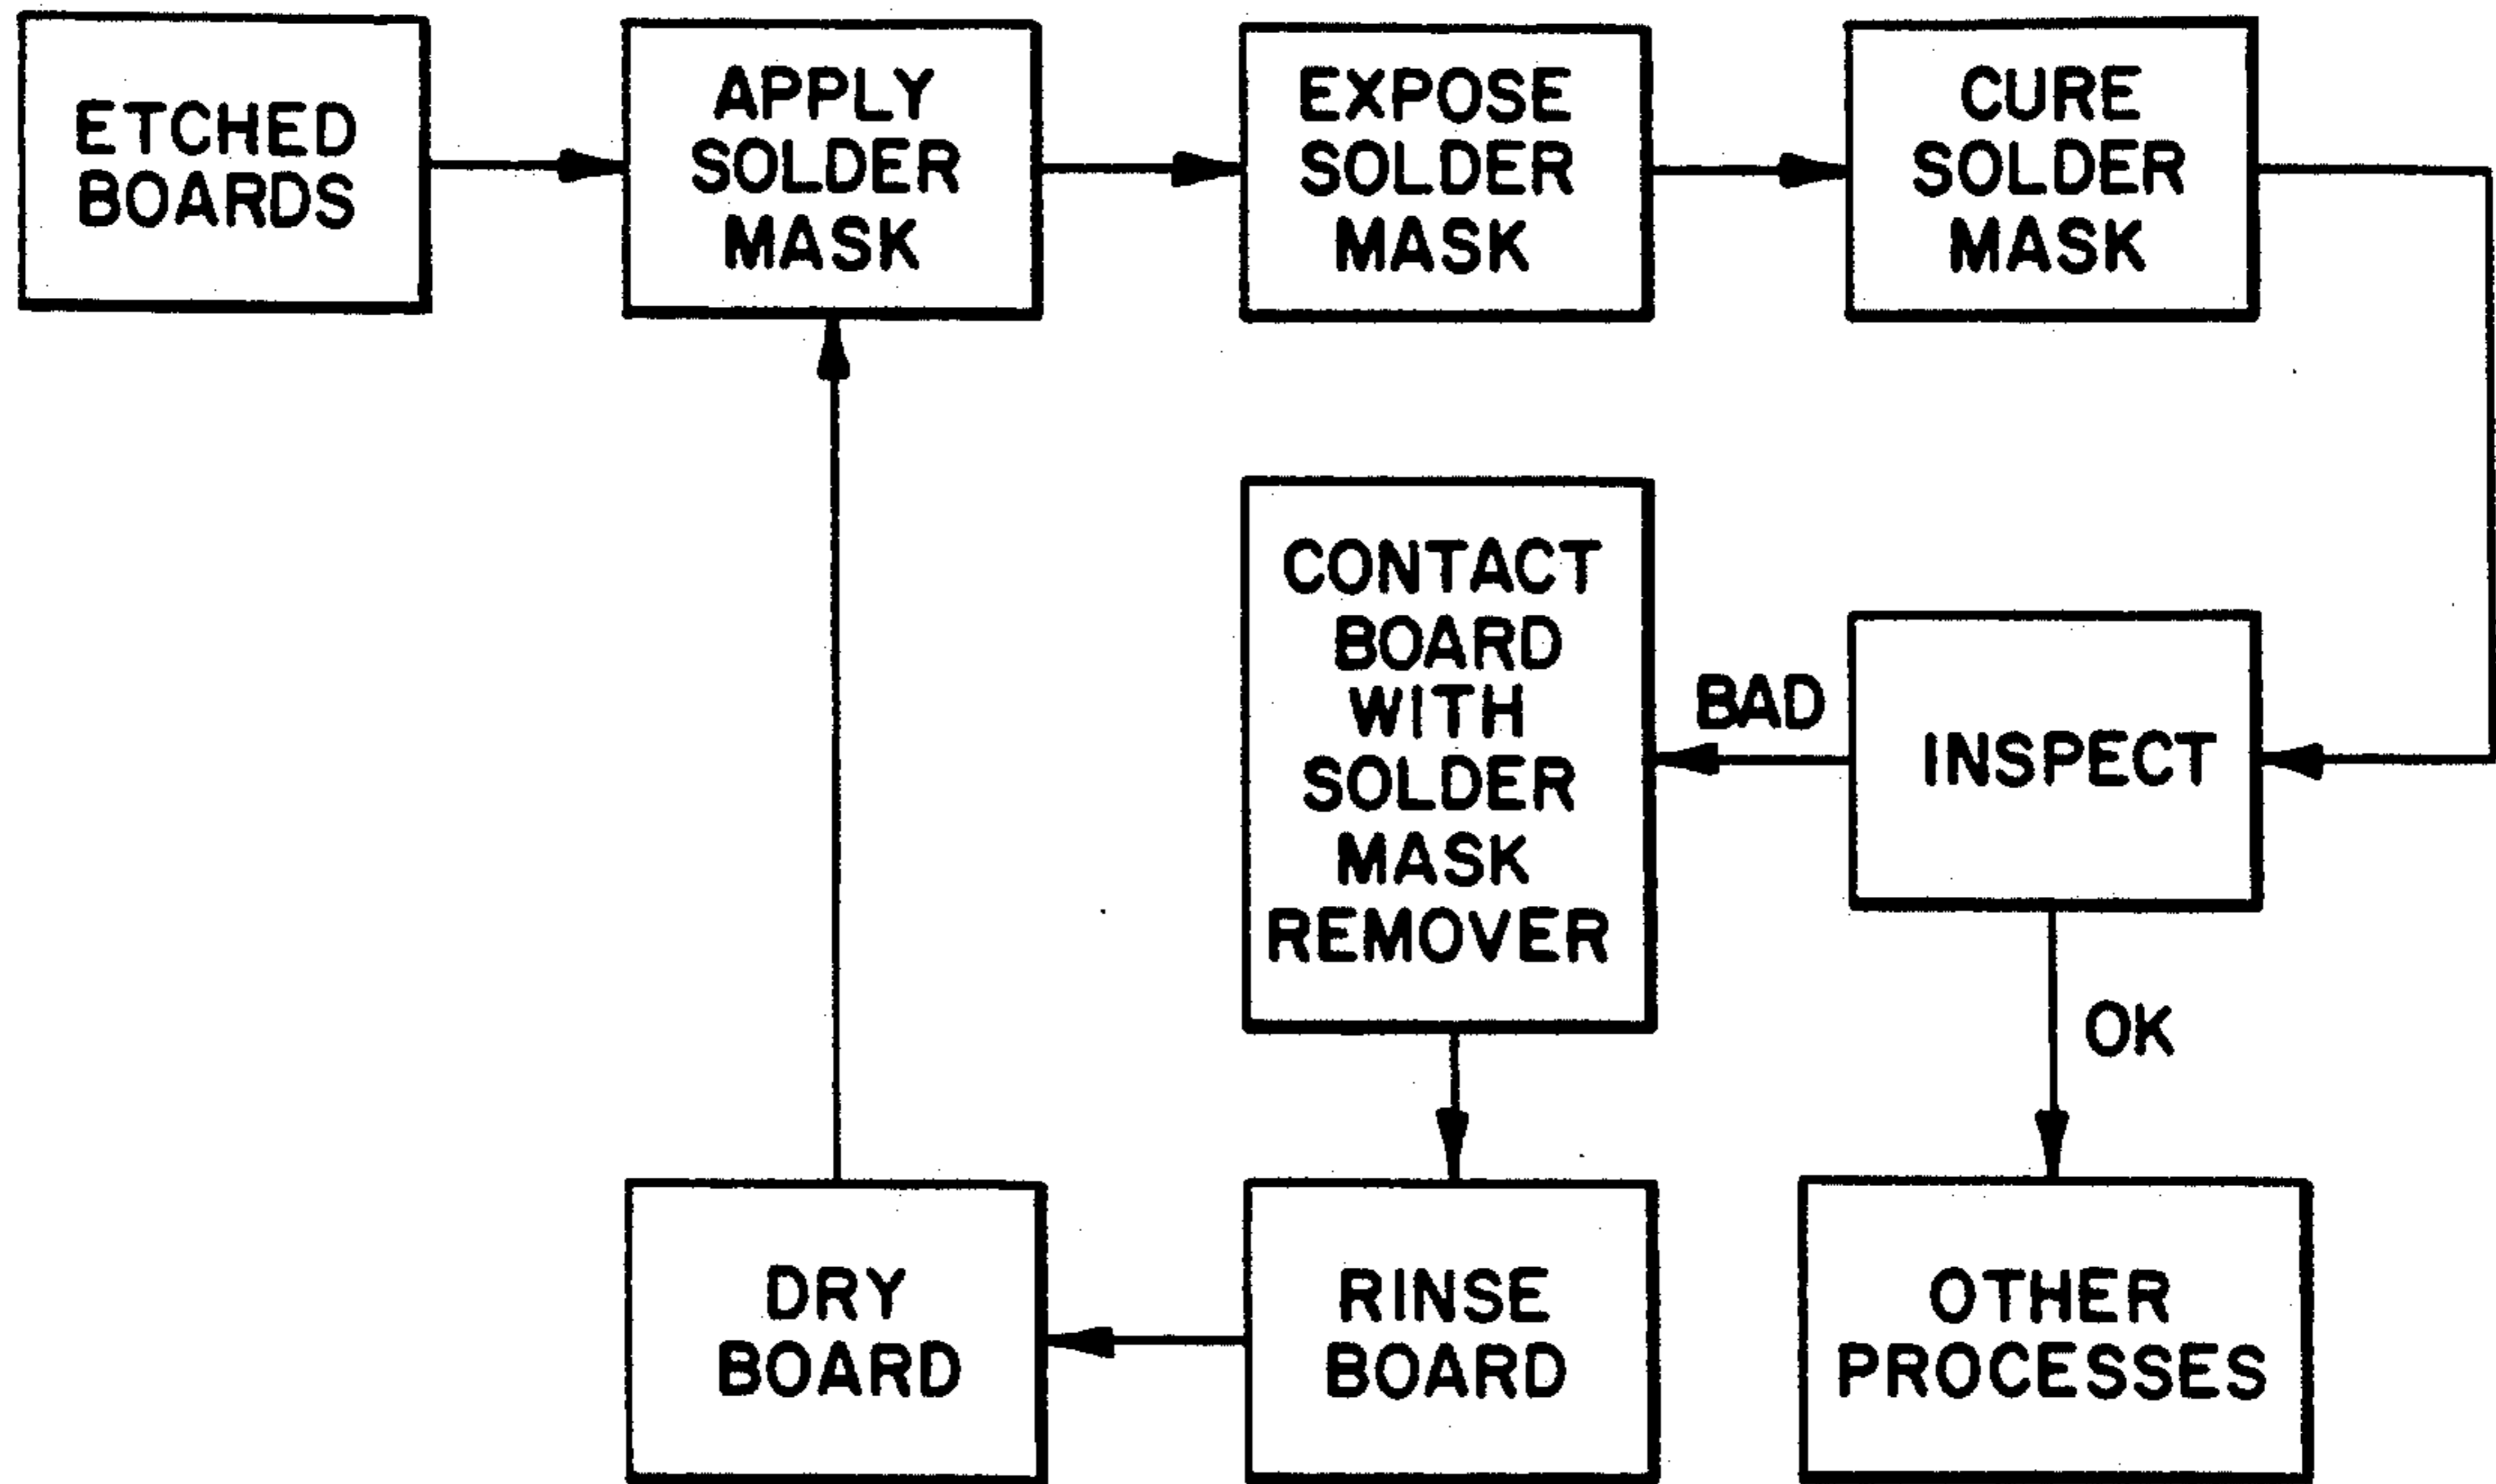 ETCHED
BOARDS
APPLY
SOLDER
MASK
EXPOSE
SOLDER
MASK
CURE
SOLDER
MASK
CONTACT
BOARD
WITH
SOLDER
MASK
REMOVER
BAD
INSPECT
OK
DRY
BOARD
RINSE
BOARD
OTHER
PROCESSES